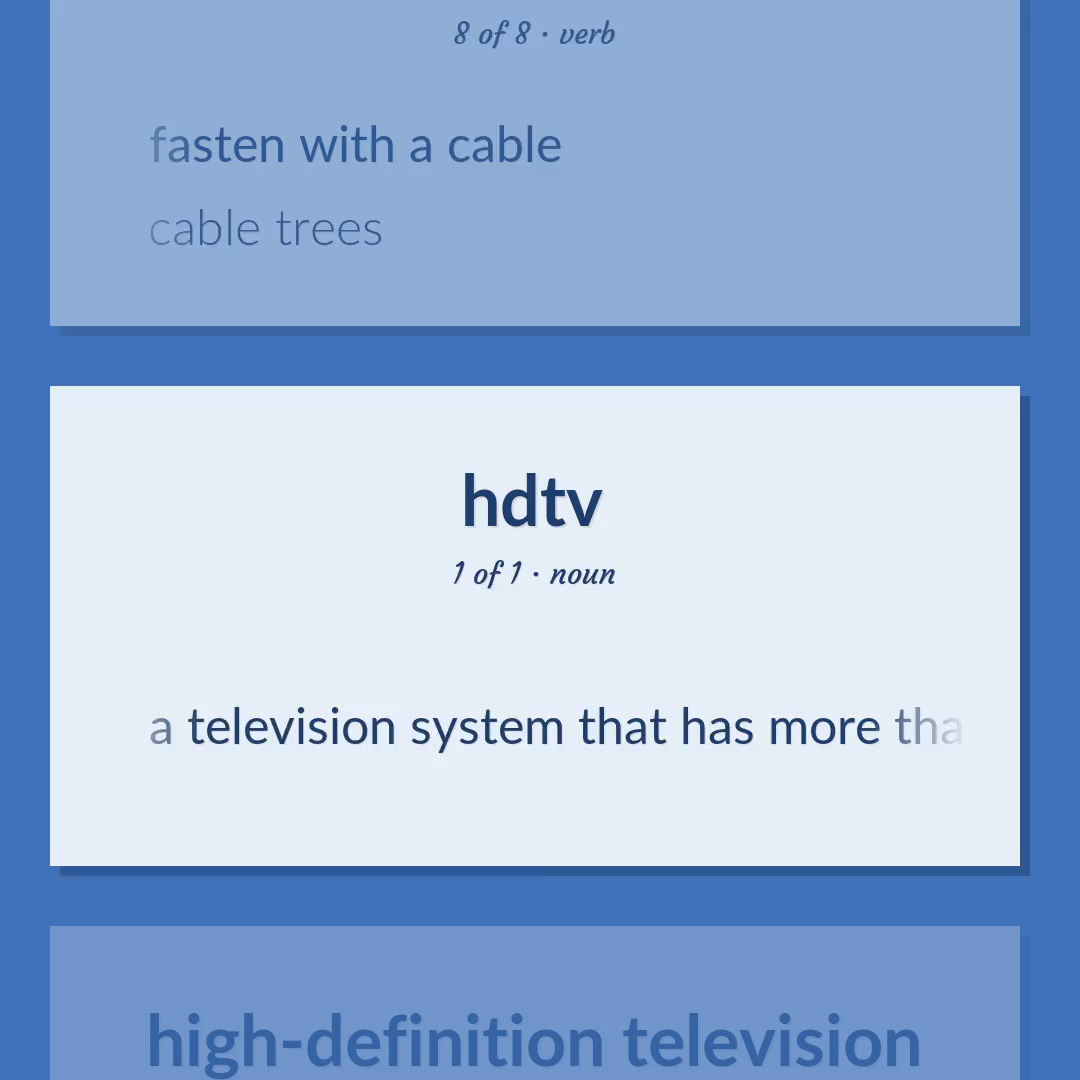 8 of 8 · verb
fasten with a cable
cable trees
hdtv
1 of 1 · noun
a television system that has more tha
high-definition television